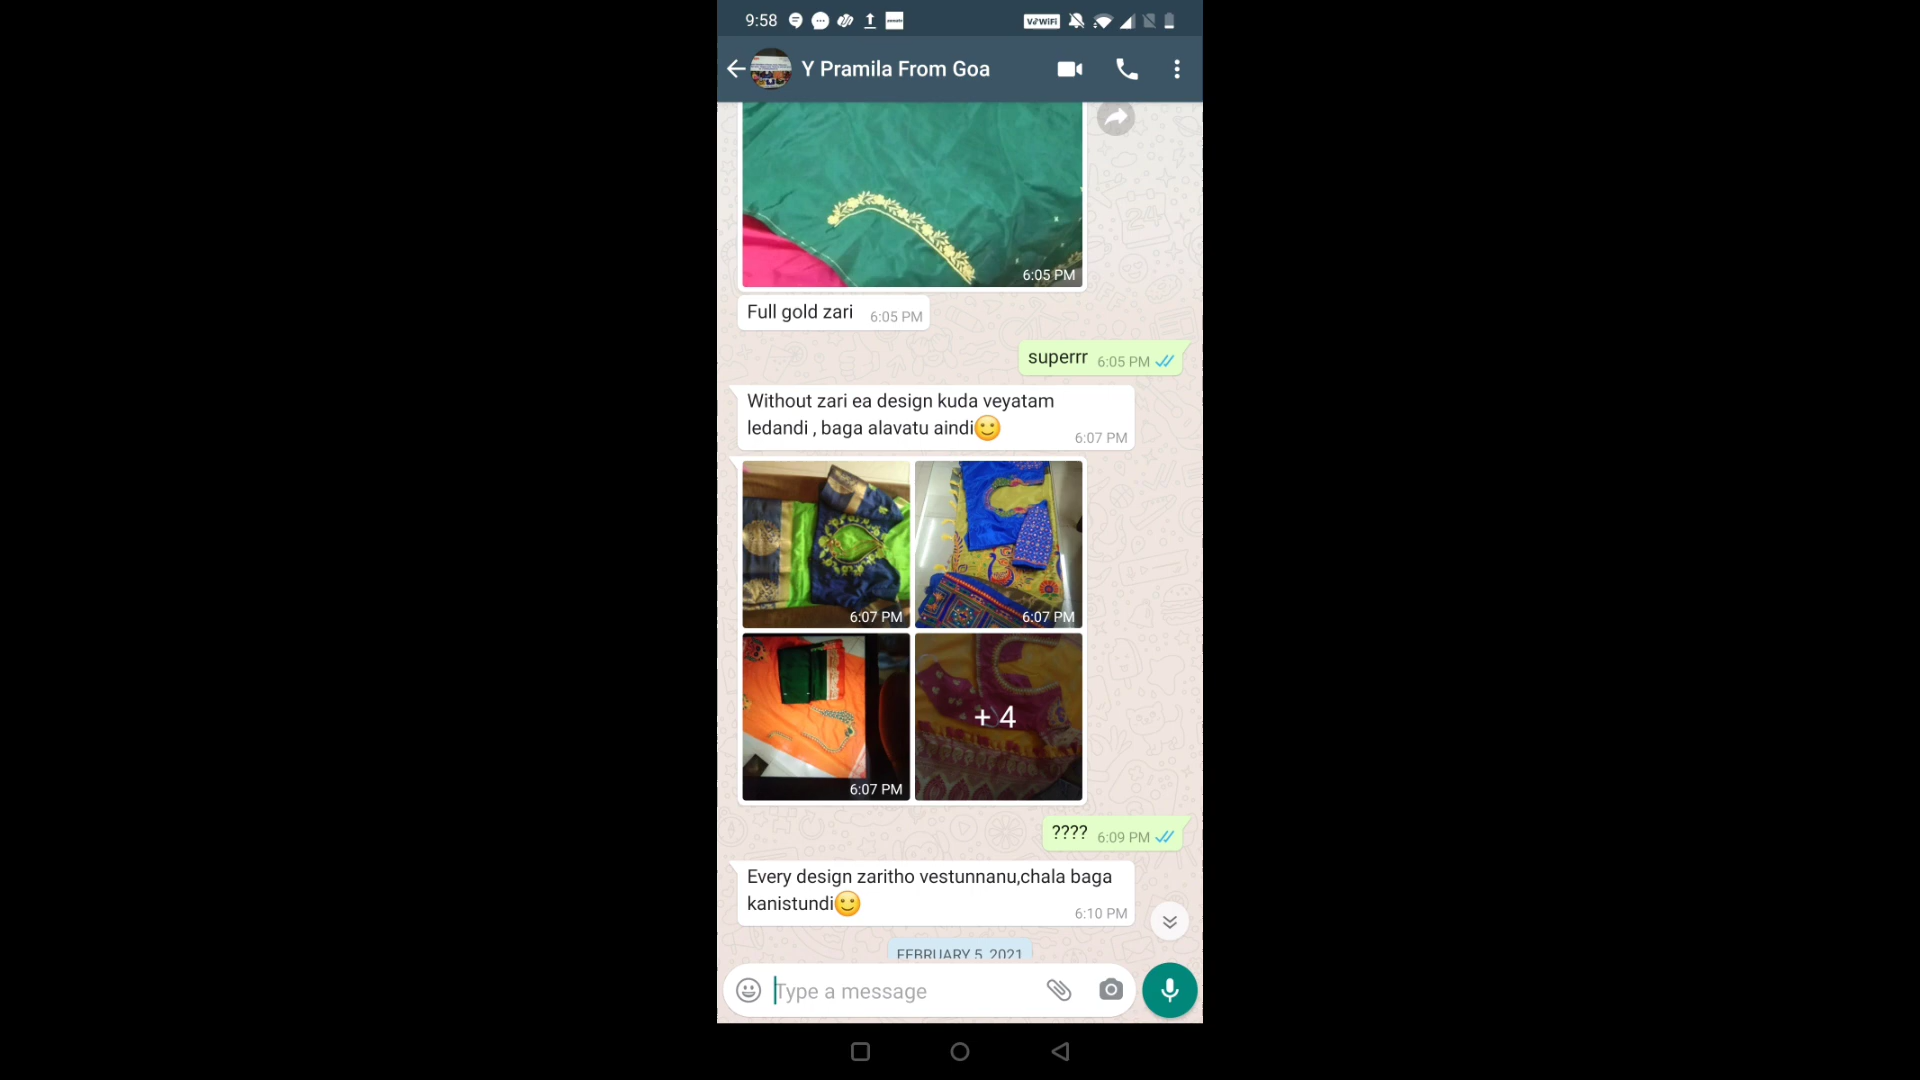 9:58
VoWiFi
Y Pramila From Goa
6:05 PM
Full gold zari 6:05 PM
superrr 6:05 PM
Without zari ea design kuda veyatam
ledandi , baga alavatu aindi🙂
6:07 PM
6:07 PM
6:07 PM
6:07 PM
+ 4
???? 6:09 PM
Every design zaritho vestunnanu,chala baga
kanistundi🙂
6:10 PM
FEBRUARY 5, 2021
Type a message